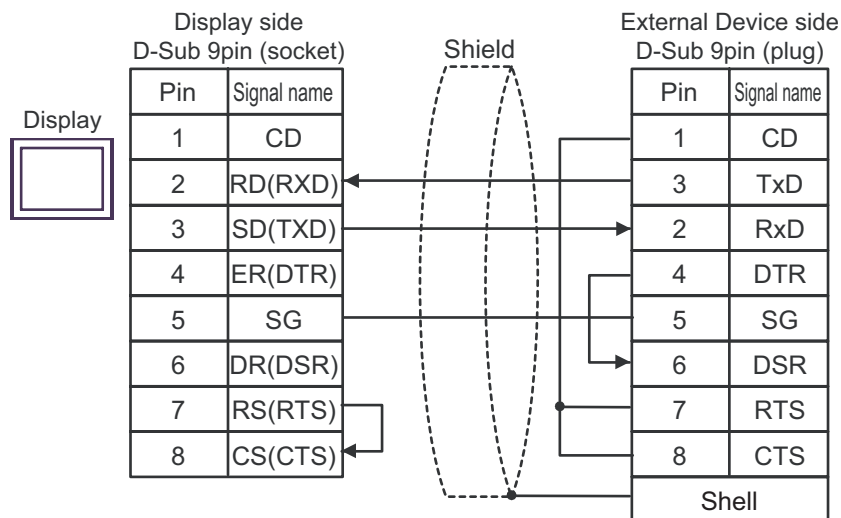 Display side
D-Sub 9pin (socket)
Shield
External Device side
D-Sub 9pin (plug)
Display
Pin Signal name
1 CD
2 RD(RXD)
3 SD(TXD)
4 ER(DTR)
5 SG
6 DR(DSR)
7 RS(RTS)
8 CS(CTS)
Pin Signal name
1 CD
3 TxD
2 RxD
4 DTR
5 SG
6 DSR
7 RTS
8 CTS
Shell